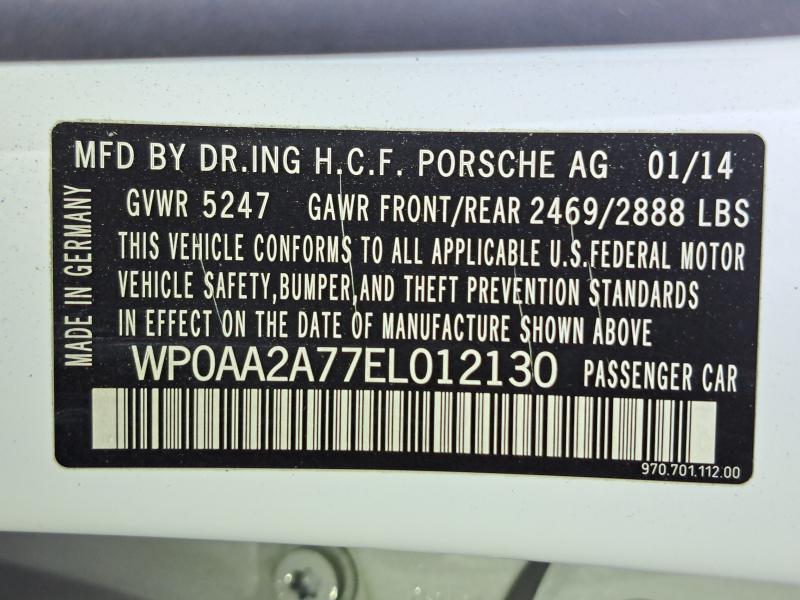 MFD BY DR.ING H.C.F. PORSCHE AG 01/14
GVWR 5247 GAWR FRONT/REAR 2469/2888 LBS
THIS VEHICLE CONFORMS TO ALL APPLICABLE U.S.FEDERAL MOTOR
VEHICLE SAFETY,BUMPER,AND THEFT PREVENTION STANDARDS
IN EFFECT ON THE DATE OF MANUFACTURE SHOWN ABOVE
WP0AA2A77EL012130 PASSENGER CAR
970.701.112.00
MADE IN GERMANY